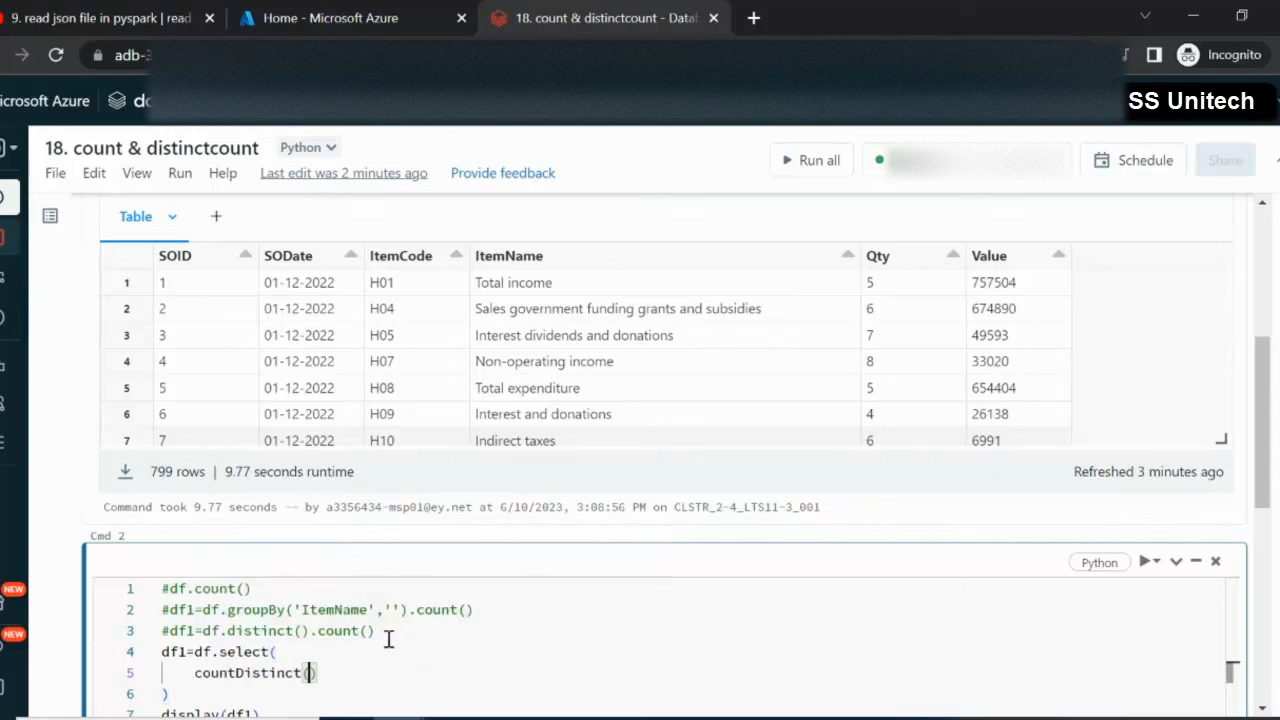 9. read json file in pyspark | read
Home - Microsoft Azure
18. count & distinctcount - Datab
adb-3
Incognito
icrosoft Azure
SS Unitech
18. count & distinctcount
Python
File Edit View Run Help Last edit was 2 minutes ago Provide feedback
Run all
Schedule
Share
Table
SOID SODate ItemCode ItemName Qty Value
1 1 01-12-2022 H01 Total income 5 757504
2 2 01-12-2022 H04 Sales government funding grants and subsidies 6 674890
3 3 01-12-2022 H05 Interest dividends and donations 7 49593
4 4 01-12-2022 H07 Non-operating income 8 33020
5 5 01-12-2022 H08 Total expenditure 5 654404
6 6 01-12-2022 H09 Interest and donations 4 26138
7 7 01-12-2022 H10 Indirect taxes 6 6991
799 rows | 9.77 seconds runtime
Refreshed 3 minutes ago
Command took 9.77 seconds -- by a3356434-msp01@ey.net at 6/10/2023, 3:08:56 PM on CLSTR_2-4_LTS11-3_001
Cmd 2
Python
NEW
NEW
1 #df.count()
2 #df1=df.groupBy('ItemName','').count()
3 #df1=df.distinct().count()
4 df1=df.select(
5 countDistinct()
6 )
7 display(df1)